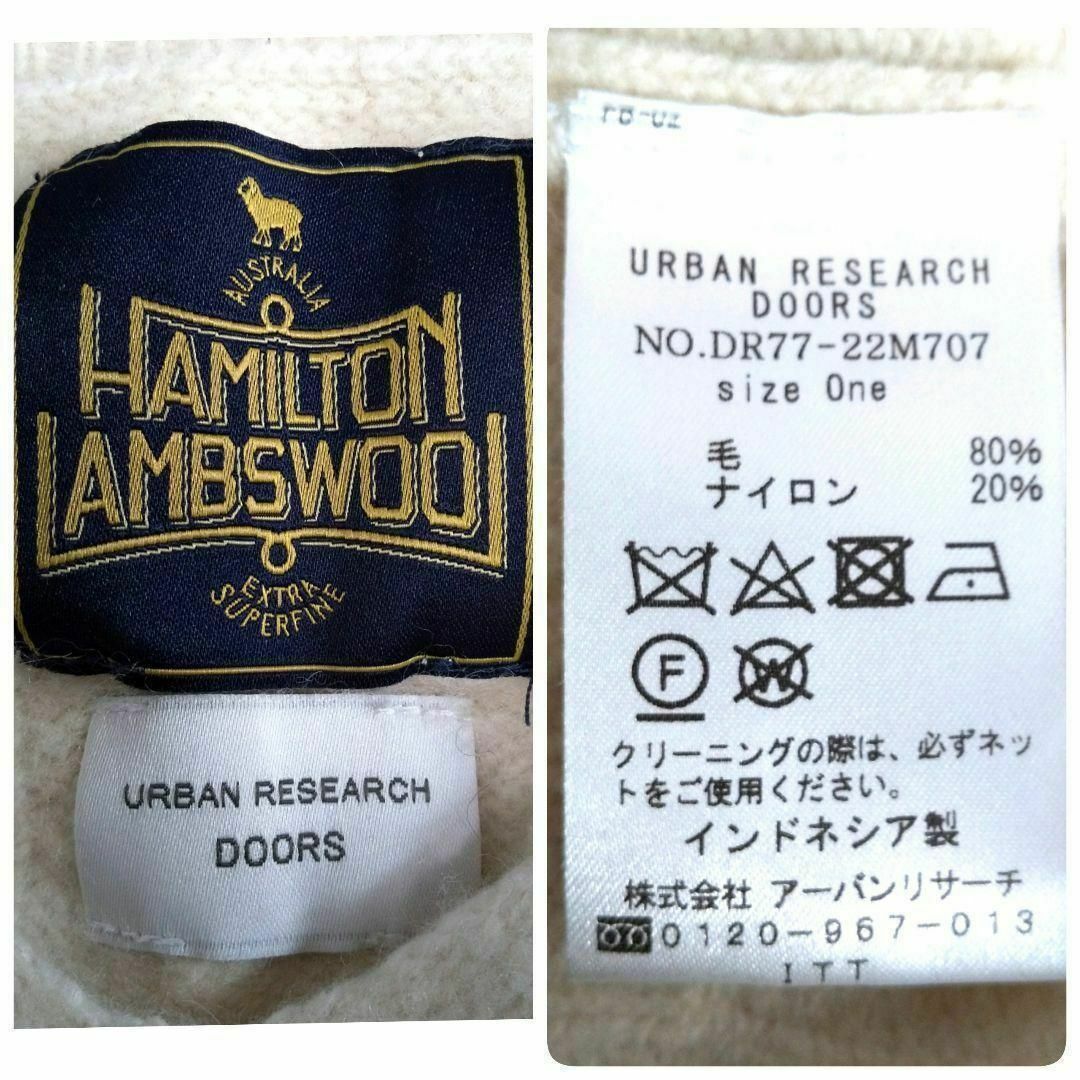 AUSTRALIA
HAMILTON
LAMBSWOOL
EXTRA
SUPERFINE
URBAN RESEARCH
DOORS
URBAN RESEARCH
DOORS
NO.DR77-22M707
size One
毛 80%
ナイロン 20%
F
W
クリーニングの際は、必ずネッ
トをご使用ください。
インドネシア製
株式会社 アーバンリサーチ
0120-967-013
ITT